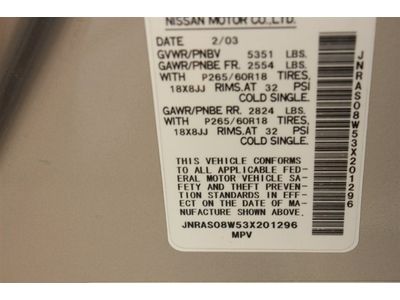 NISSAN MOTOR CO.,LTD.
DATE 2/03
GVWR/PNBV 5351 LBS.
GAWR/PNBE FR. 2554 LBS.
WITH P265/60R18 TIRES,
18X8JJ RIMS,AT 32 PSI
COLD SINGLE.
GAWR/PNBE RR. 2824 LBS.
WITH P265/60R18 TIRES,
18X8JJ RIMS,AT 32 PSI
COLD SINGLE.
THIS VEHICLE CONFORMS
TO ALL APPLICABLE FED-
ERAL MOTOR VEHICLE SA-
FETY AND THEFT PREV-
ENTION STANDARDS IN EFF-
ECT ON THE DATE OF MA-
NUFACTURE SHOWN ABOVE.
JNRAS08W53X201296
MPV
JNRAS08W53X201296